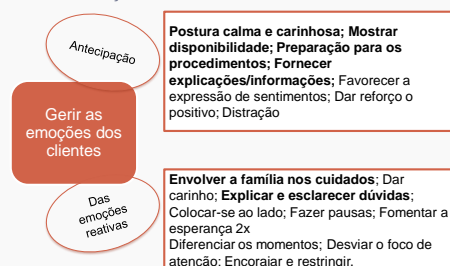 Antecipação
Postura calma e carinhosa; Mostrar
disponibilidade; Preparação para os
procedimentos; Fornecer
explicações/informações; Favorecer a
expressão de sentimentos; Dar reforço o
positivo; Distração
Gerir as
emoções dos
clientes
Das
emoções
reativas
Envolver a família nos cuidados; Dar
carinho; Explicar e esclarecer dúvidas;
Colocar-se ao lado; Fazer pausas; Fomentar a
esperança 2x
Diferenciar os momentos; Desviar o foco de
atenção; Encorajar e restringir.